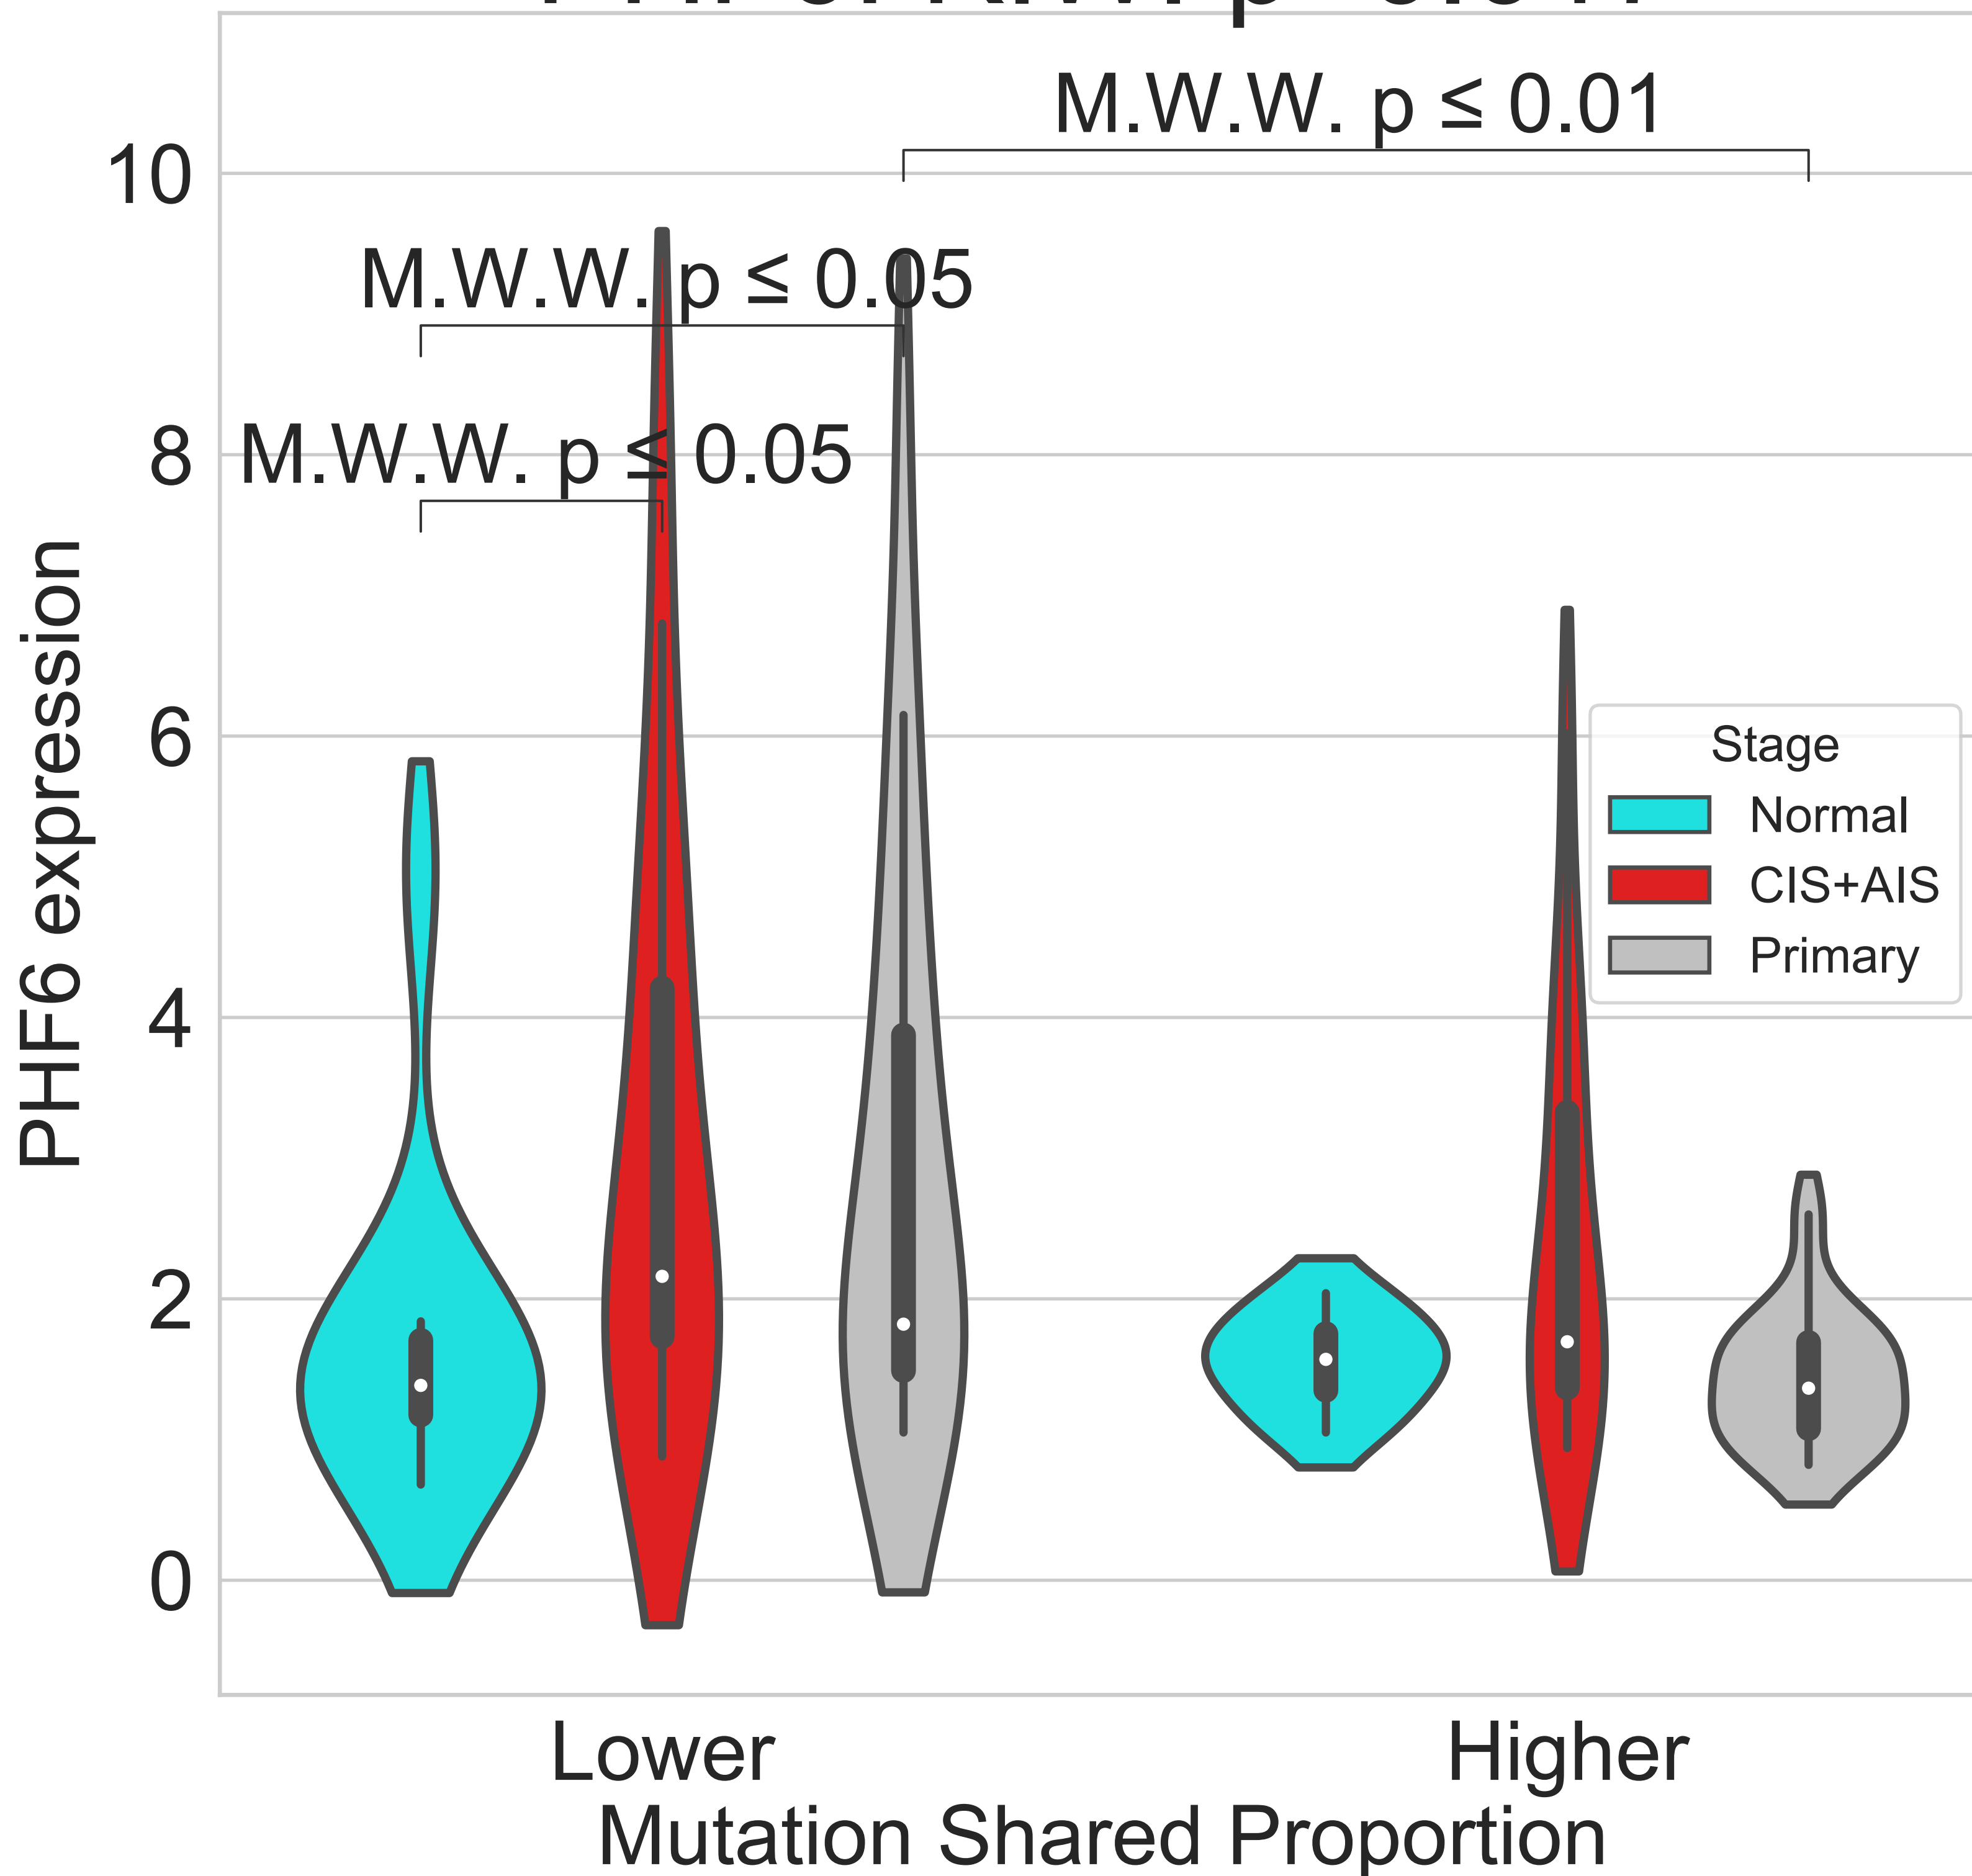 M.W.W. p ≤ 0.01
10
M.W.W. p ≤ 0.05
M.W.W. p ≤ 0.05
8
6
4
2
0
PHF6 expression
Stage
Normal
CIS+AIS
Primary
Lower
Higher
Mutation Shared Proportion